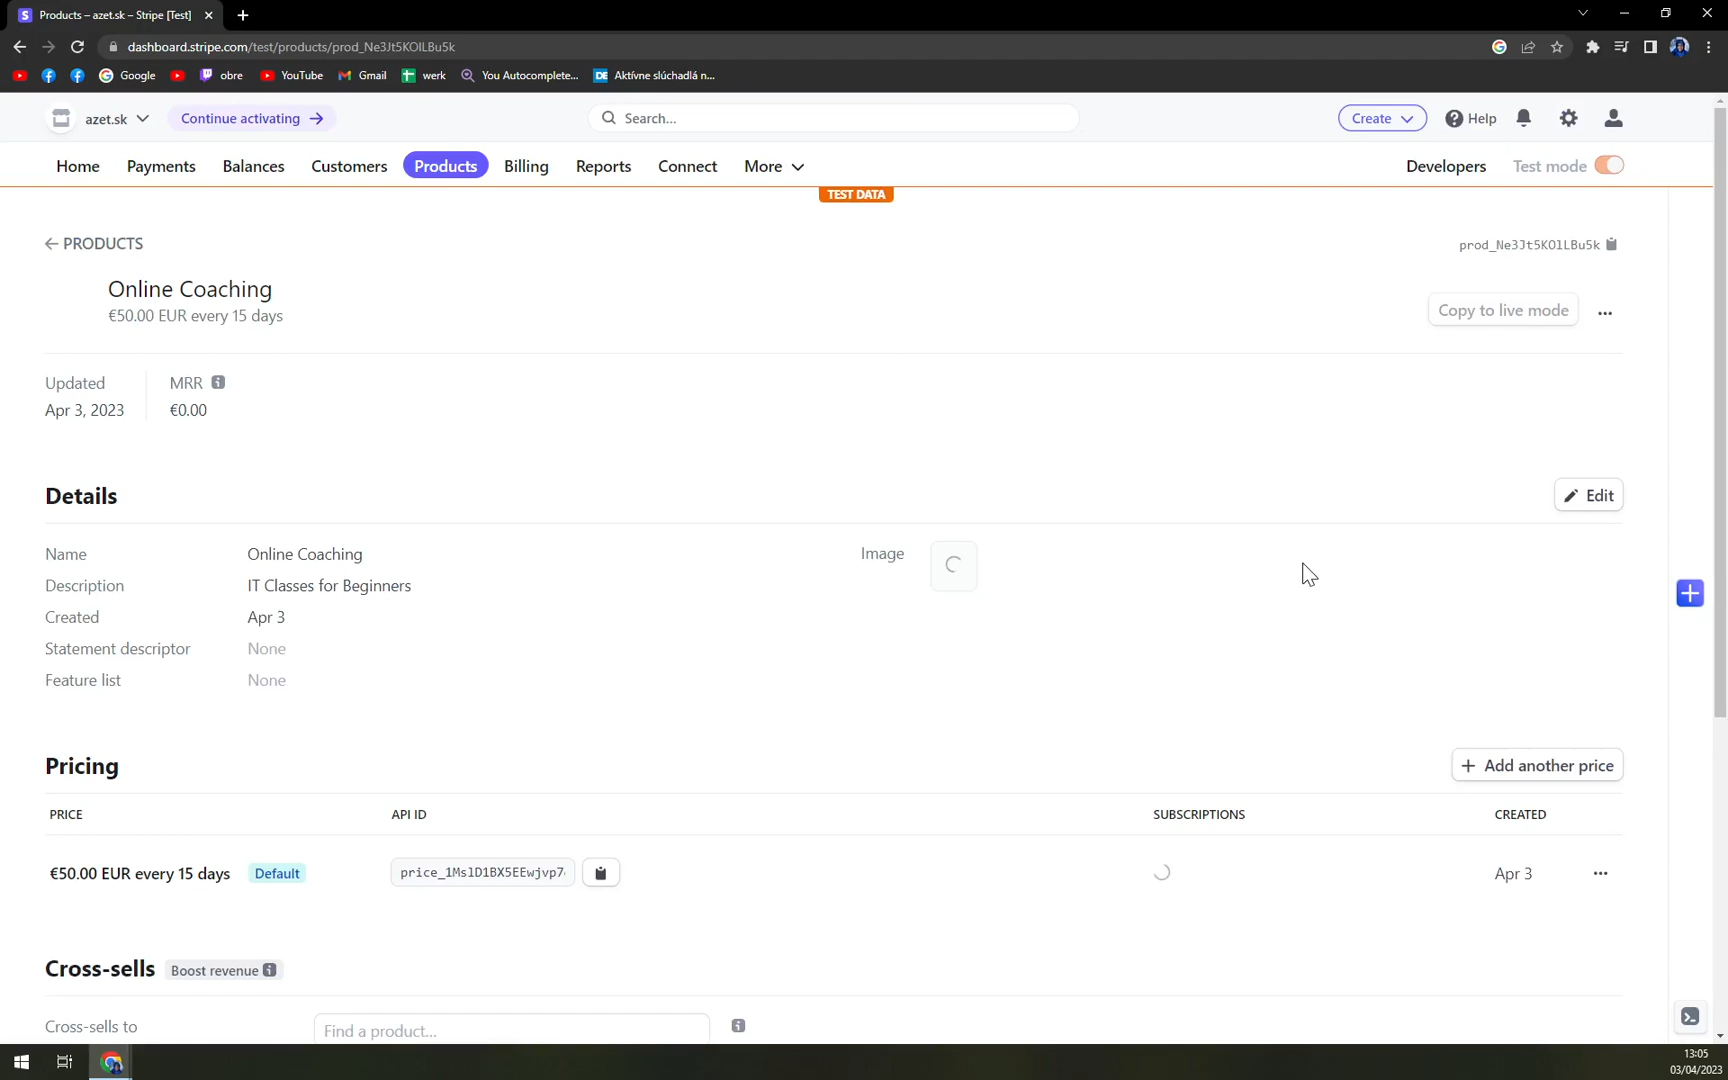 Products – azet.sk – Stripe [Test]
dashboard.stripe.com/test/products/prod_Ne3Jt5KOlLBu5k
Google
obre
YouTube
Gmail
werk
You Autocomplete...
DE Aktívne slúchadlá n...
azet.sk
Continue activating
Search...
Create
Help
Home
Payments
Balances
Customers
Products
Billing
Reports
Connect
More
Developers
Test mode
TEST DATA
PRODUCTS
prod_Ne3Jt5KOlLBu5k
Online Coaching
€50.00 EUR every 15 days
Copy to live mode
Updated
Apr 3, 2023
MRR
€0.00
Details
Edit
Name
Online Coaching
Description
IT Classes for Beginners
Created
Apr 3
Statement descriptor
None
Feature list
None
Image
Pricing
Add another price
PRICE
API ID
SUBSCRIPTIONS
CREATED
€50.00 EUR every 15 days
Default
price_1MslD1BX5EEwjvp7
Apr 3
Cross-sells
Boost revenue
Cross-sells to
Find a product...
13:05
03/04/2023